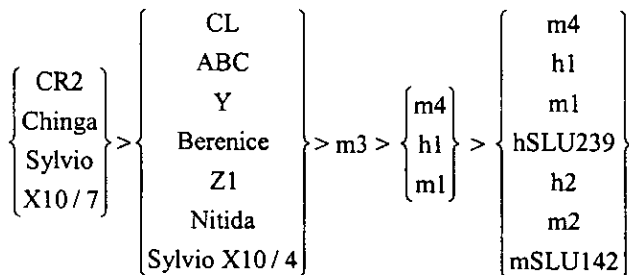 {CR2 Chinga Sylvio X10 / 7} > {CL ABC Y Berenice Z1 Nitida Sylvio X10 / 4} > m3 > {m4 h1 m1} > {m4 h1 m1 hSLU239 h2 m2 mSLU142}